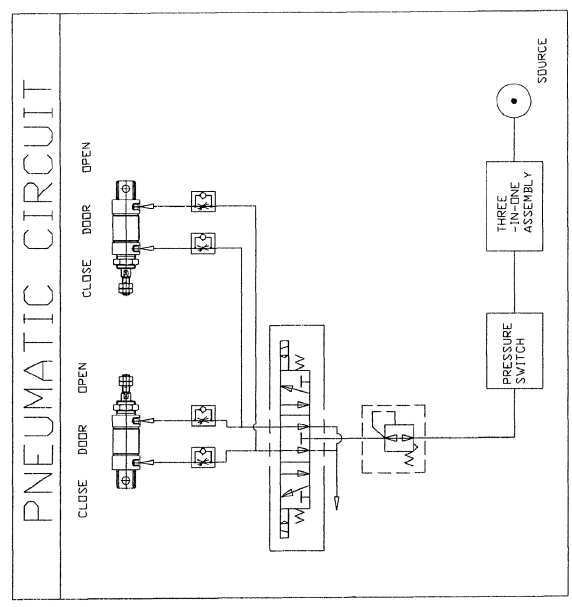 PNEUMATIC CIRCUIT
CLOSE DOOR OPEN
CLOSE DOOR OPEN
PRESSURE
SWITCH
THREE
-IN-ONE
ASSEMBLY
SOURCE